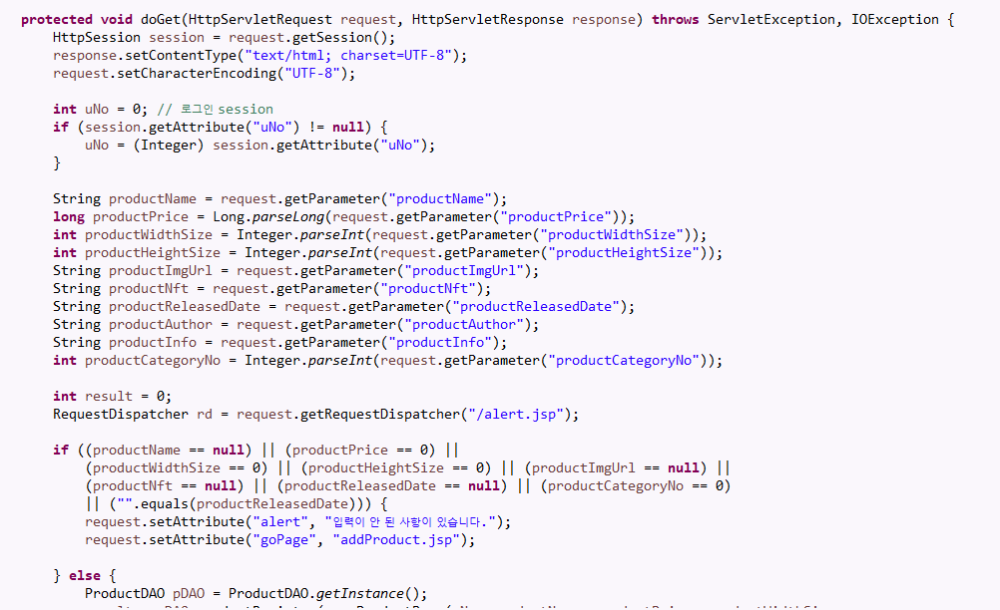 protected void doGet(HttpServletRequest request, HttpServletResponse response) throws ServletException, IOException {
HttpSession session = request.getSession();
response.setContentType("text/html; charset=UTF-8");
request.setCharacterEncoding("UTF-8");
int uNo = 0; // 로그인 session
if (session.getAttribute("uNo") != null) {
uNo = (Integer) session.getAttribute("uNo");
}
String productName = request.getParameter("productName");
long productPrice = Long.parseLong(request.getParameter("productPrice"));
int productWidthSize = Integer.parseInt(request.getParameter("productWidthSize"));
int productHeightSize = Integer.parseInt(request.getParameter("productHeightSize"));
String productImgUrl = request.getParameter("productImgUrl");
String productNft = request.getParameter("productNft");
String productReleasedDate = request.getParameter("productReleasedDate");
String productAuthor = request.getParameter("productAuthor");
String productInfo = request.getParameter("productInfo");
int productCategoryNo = Integer.parseInt(request.getParameter("productCategoryNo"));
int result = 0;
RequestDispatcher rd = request.getRequestDispatcher("/alert.jsp");
if ((productName == null) || (productPrice == 0) ||
(productWidthSize == 0) || (productHeightSize == 0) || (productImgUrl == null) ||
(productNft == null) || (productReleasedDate == null) || (productCategoryNo == 0)
|| ("".equals(productReleasedDate))) {
request.setAttribute("alert", "입력이 안 된 사항이 있습니다.");
request.setAttribute("goPage", "addProduct.jsp");
} else {
ProductDAO pDAO = ProductDAO.getInstance();